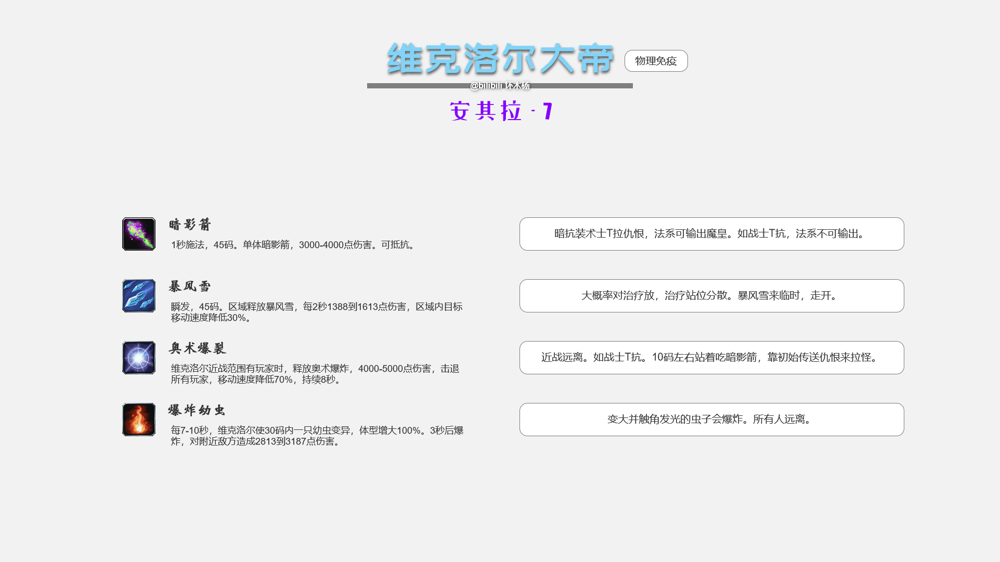 维克洛尔大帝
物理免疫
@bilibili 坏木杨
安其拉 - 7
暗影箭
1秒施法，45码。单体暗影箭，3000-4000点伤害。可抵抗。
暗抗装术士T拉仇恨，法系可输出魔皇。如战士T抗，法系不可输出。
暴风雪
瞬发，45码。区域释放暴风雪，每2秒1388到1613点伤害，区域内目标
移动速度降低30%。
大概率对治疗放，治疗站位分散。暴风雪来临时，走开。
奥术爆裂
维克洛尔近战范围有玩家时，释放奥术爆炸，4000-5000点伤害，击退
所有玩家，移动速度降低70%，持续8秒。
近战远离。如战士T抗。10码左右站着吃暗影箭，靠初始传送仇恨来拉怪。
爆炸幼虫
每7-10秒，维克洛尔使30码内一只幼虫变异，体型增大100%。3秒后爆
炸，对附近敌方造成2813到3187点伤害。
变大并触角发光的虫子会爆炸。所有人远离。